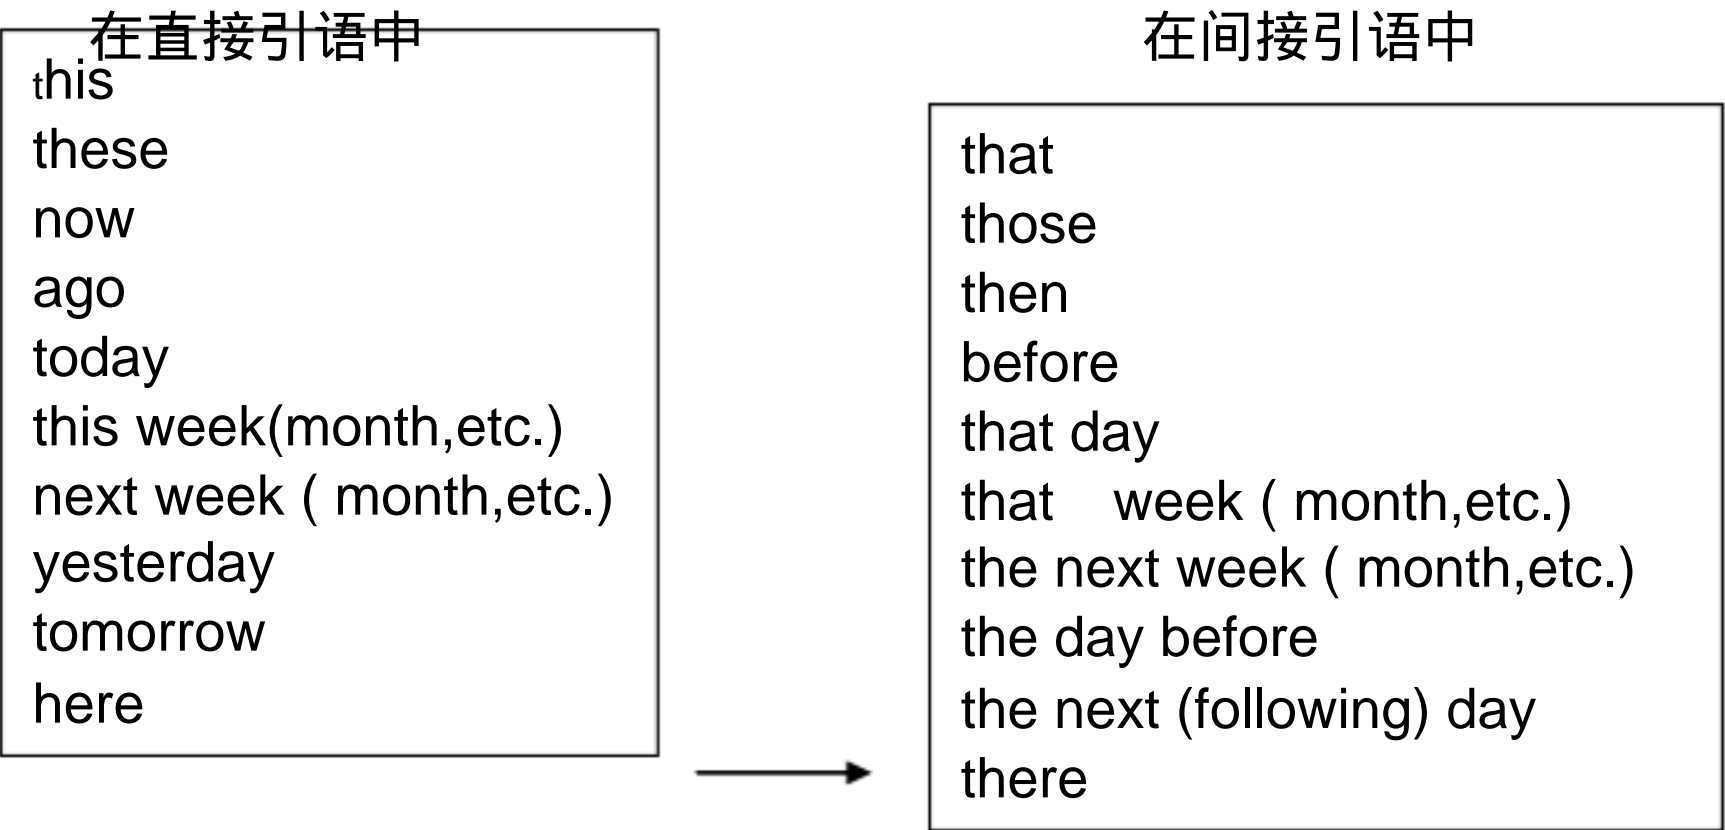 在直接引语中
this
these
now
ago
today
this week(month,etc.)
next week ( month,etc.)
yesterday
tomorrow
here
在间接引语中
that
those
then
before
that day
that week ( month,etc.)
the next week ( month,etc.)
the day before
the next (following) day
there